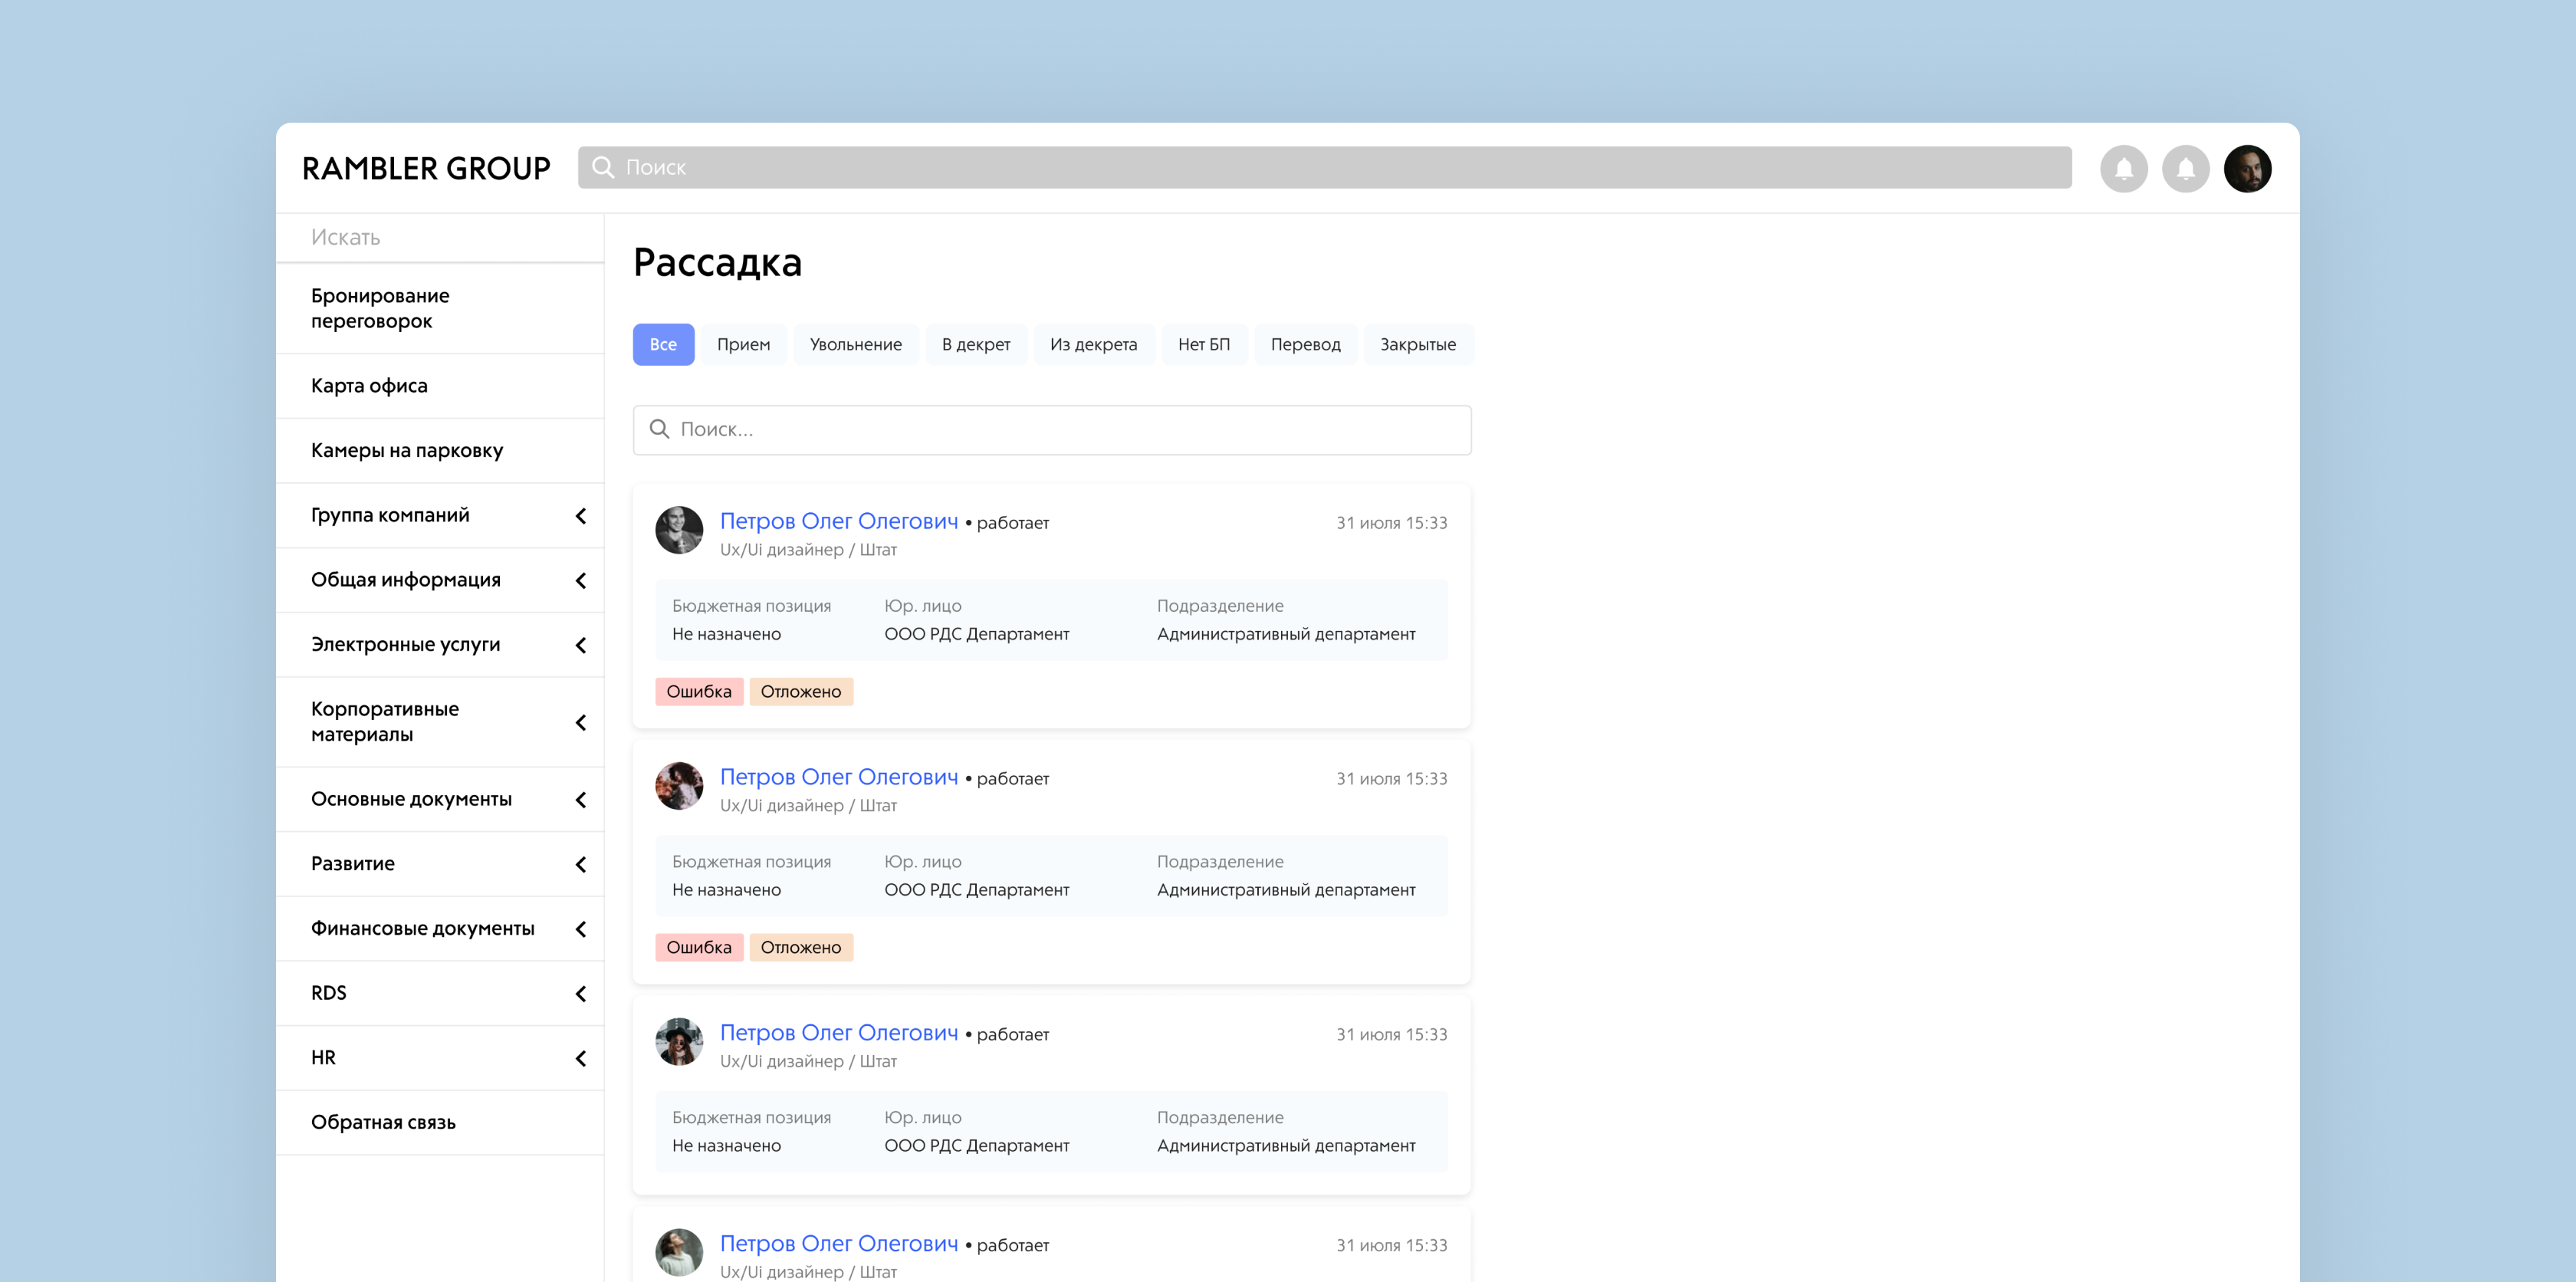 RAMBLER GROUP
Поиск
Искать
Бронирование
переговорок
Карта офиса
Камеры на парковку
Группа компаний
Общая информация
Электронные услуги
Корпоративные
материалы
Основные документы
Развитие
Финансовые документы
RDS
HR
Обратная связь
Рассадка
Все Прием Увольнение В декрет Из декрета Нет БП Перевод Закрытые
Поиск...
Петров Олег Олегович • работает 31 июля 15:33
Ux/Ui дизайнер / Штат
Бюджетная позиция Юр. лицо Подразделение
Не назначено ООО РДС Департамент Административный департамент
Ошибка Отложено
Петров Олег Олегович • работает 31 июля 15:33
Ux/Ui дизайнер / Штат
Бюджетная позиция Юр. лицо Подразделение
Не назначено ООО РДС Департамент Административный департамент
Ошибка Отложено
Петров Олег Олегович • работает 31 июля 15:33
Ux/Ui дизайнер / Штат
Бюджетная позиция Юр. лицо Подразделение
Не назначено ООО РДС Департамент Административный департамент
Петров Олег Олегович • работает 31 июля 15:33
Ux/Ui дизайнер / Штат